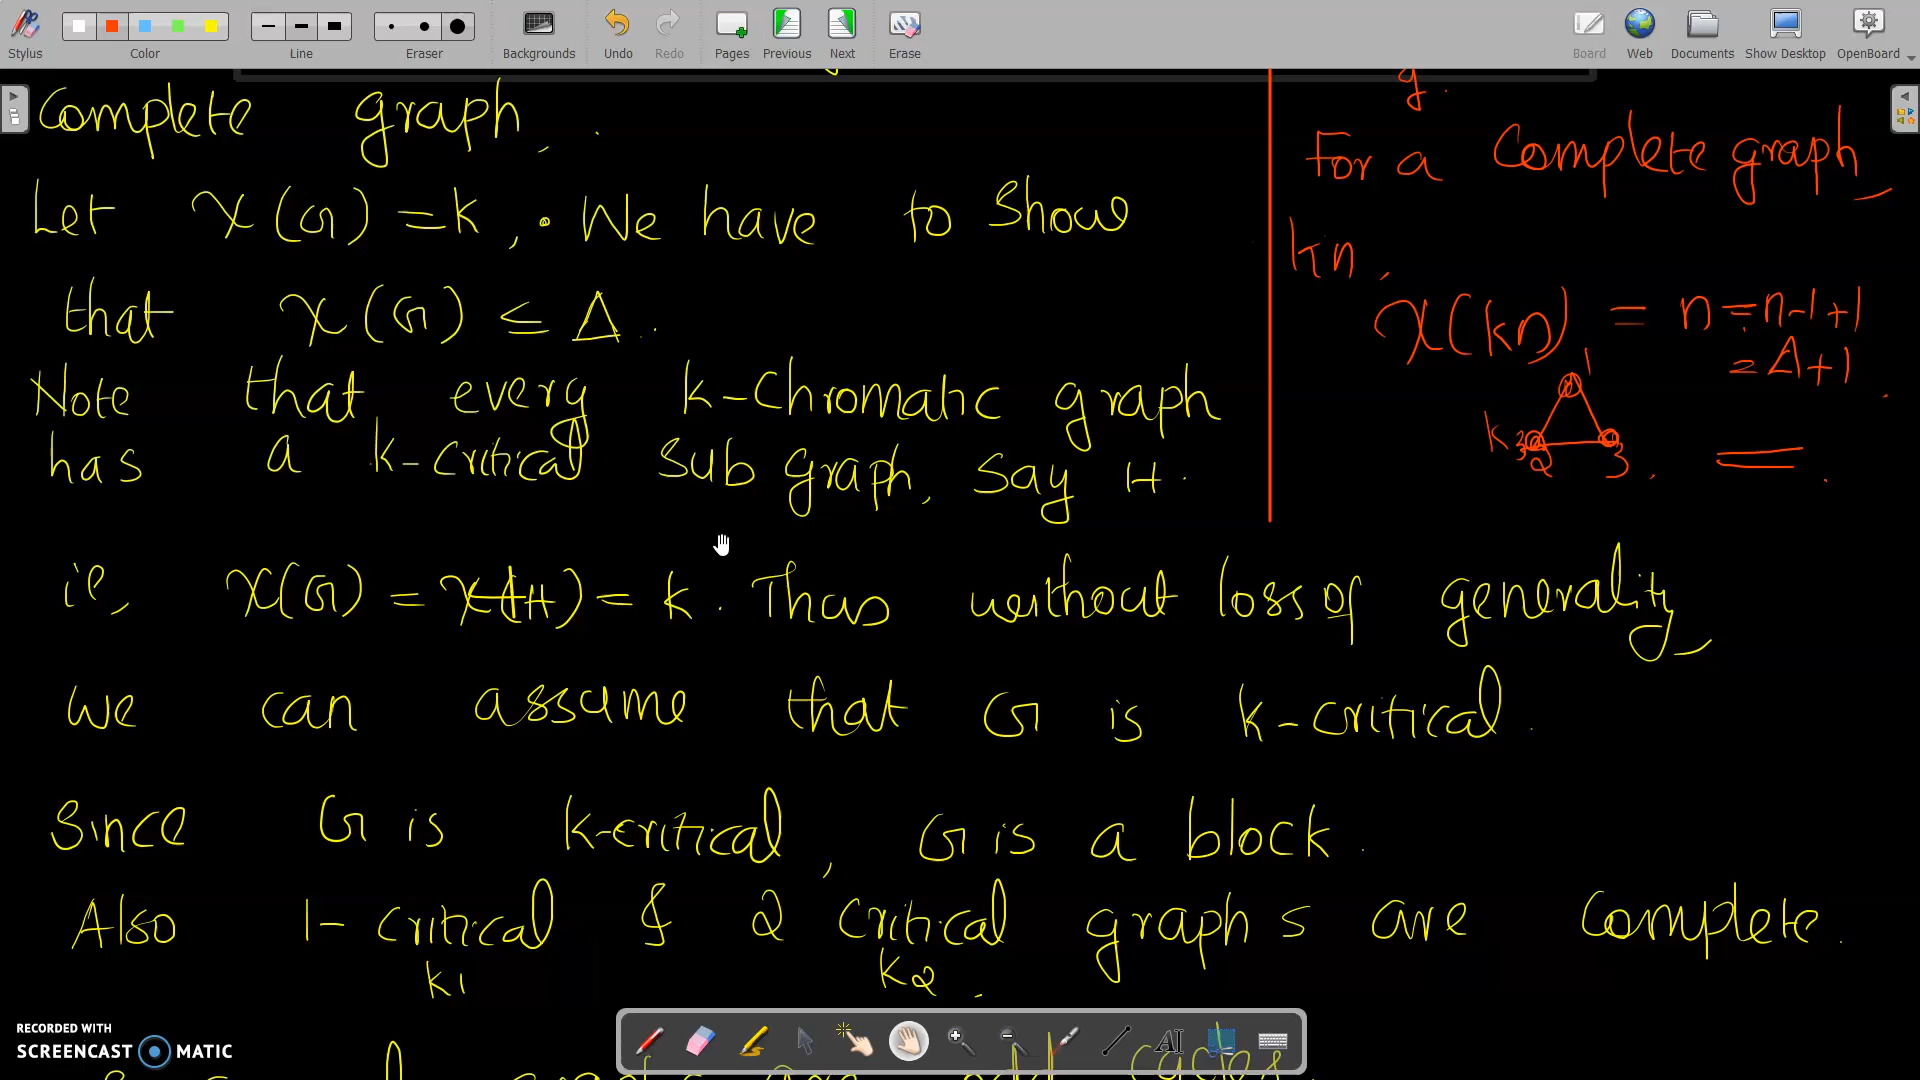 Stylus Color Line Eraser Backgrounds Undo Redo Pages Previous Next Erase Board Web Documents Show Desktop OpenBoard
Complete graph.
Let χ(G) = k, . We have to show
that χ(G) ≤ Δ.
Note that every k-chromatic graph
has a k-critical sub graph, say H.
ie, χ(G) = χ(H) = k. Thus without loss of generality
we can assume that G is k-critical.
Since G is k-critical, G is a block.
Also 1-critical & 2 critical graphs are complete.
k1 k2.
graphs are odd cycles.
For a Complete graph,
kn,
χ(kn) = n = n-1+1
= Δ+1.
1
k3
2 3
RECORDED WITH
SCREENCAST MATIC